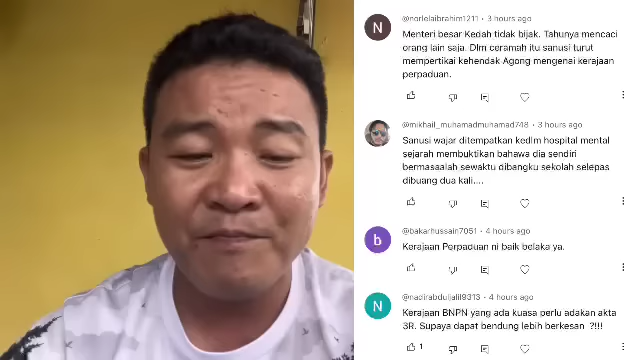 @norlelaibrahim1211 • 3 hours ago
Menteri besar Kedah tidak bijak. Tahunya mencaci
orang lain saja. Dlm ceramah itu sanusi turut
mempertikai kehendak Agong mengenai kerajaan
perpaduan.
@mikhail_muhamadmuhamad748 • 3 hours ago
Sanusi wajar ditempatkan kedlm hospital mental
sejarah membuktikan bahawa dia sendiri
bermasaalah sewaktu dibangku sekolah selepas
dibuang dua kali....
@bakarhussain7051 • 4 hours ago
Kerajaan Perpaduan ni baik belaka ya.
@nadirabduljalil9313 • 4 hours ago
Kerajaan BNPN yang ada kuasa perlu adakan akta
3R. Supaya dapat bendung lebih berkesan ?!!!
1